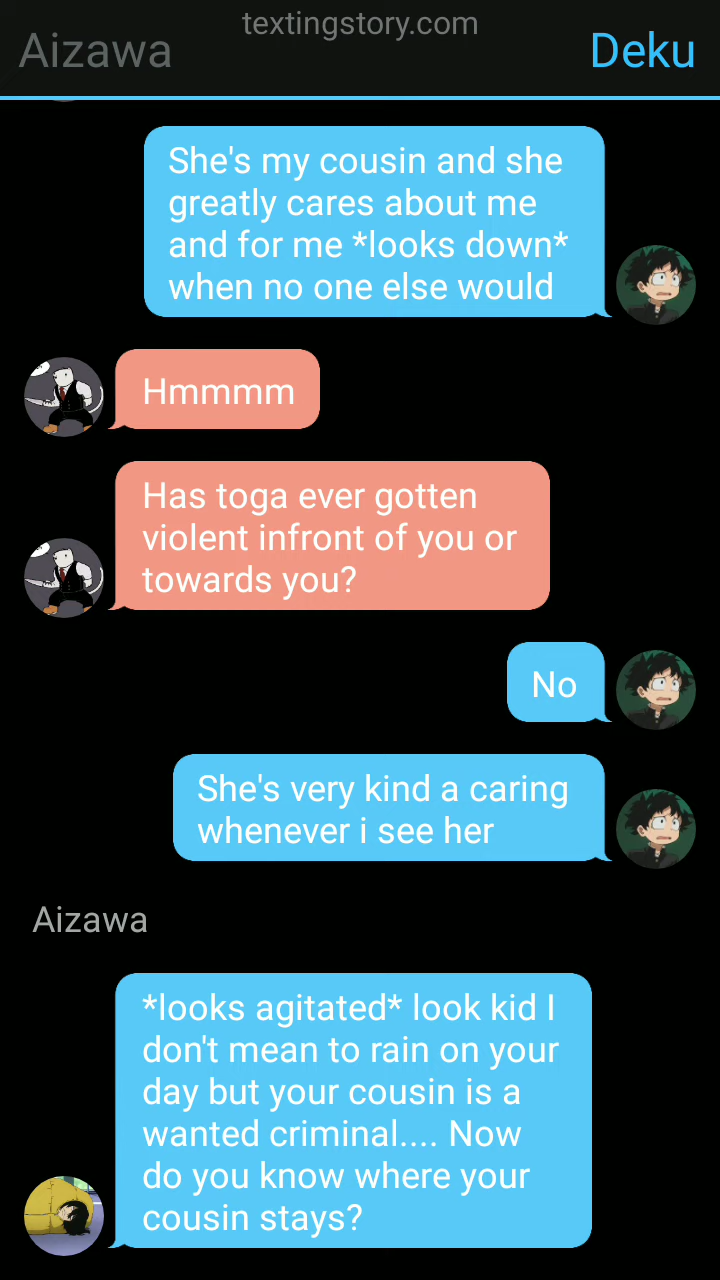 textingstory.com
Aizawa
Deku
She's my cousin and she
greatly cares about me
and for me *looks down*
when no one else would
Hmmmm
Has toga ever gotten
violent infront of you or
towards you?
No
She's very kind a caring
whenever i see her
Aizawa
*looks agitated* look kid I
don't mean to rain on your
day but your cousin is a
wanted criminal.... Now
do you know where your
cousin stays?